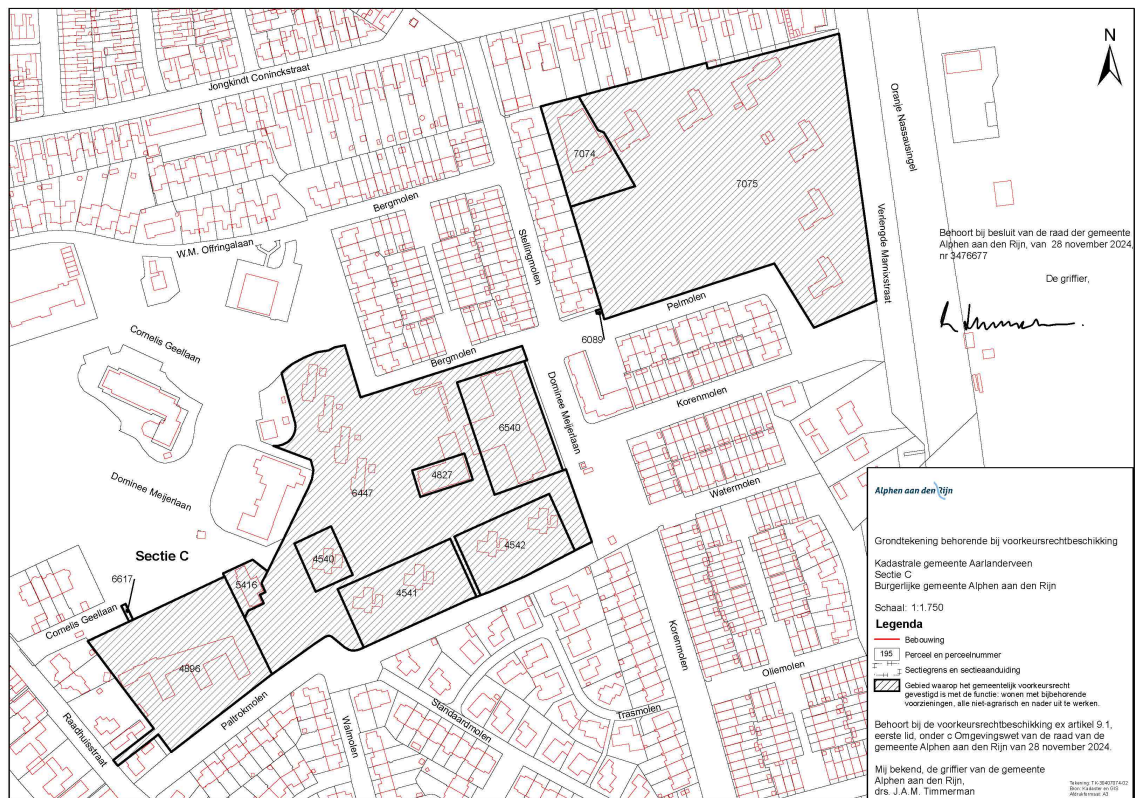 N
Jongkindt Coninckstraat
Oranje Nassausingel
7074
7075
Bergmolen
W.M. Offringalaan
Stellingmolen
Verlengde Marnixstraat
Behoort bij besluit van de raad der gemeente
Alphen aan den Rijn, van 28 november 2024,
nr 3476677
De griffier,
Pelmolen
6089
Cornelis Geellaan
Bergmolen
Dominee Meijerlaan
Korenmolen
6540
4827
6447
Dominee Meijerlaan
Watermolen
4542
4540
Sectie C
6617
5416
4541
Cornelis Geellaan
4896
Korenmolen
Oliemolen
Paltrokmolen
Standaardmolen
Trasmolen
Walmolen
Raadhuisstraat
Alphen aan den Rijn
Grondtekening behorende bij voorkeursrechtbeschikking
Kadastrale gemeente Aarlanderveen
Sectie C
Burgerlijke gemeente Alphen aan den Rijn
Schaal: 1:1.750
Legenda
Bebouwing
195 Perceel en perceelnummer
Sectiegrens en sectieaanduiding
Gebied waarop het gemeentelijk voorkeursrecht
gevestigd is met de functie: wonen met bijbehorende
voorzieningen, alle niet-agrarisch en nader uit te werken.
Behoort bij de voorkeursrechtbeschikking ex artikel 9.1,
eerste lid, onder c Omgevingswet van de raad van de
gemeente Alphen aan den Rijn van 28 november 2024.
Mij bekend, de griffier van de gemeente
Alphen aan den Rijn,
drs. J.A.M. Timmerman
Bron: Kadaster en GIS
Afdrukformaat: A3